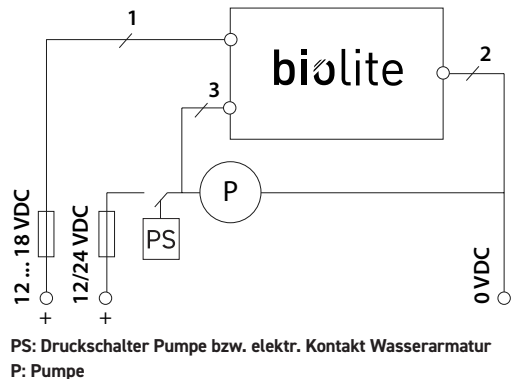 1
biolite
2
3
P
PS
12 ... 18 VDC
12/24 VDC
0 VDC
+
+
PS: Druckschalter Pumpe bzw. elektr. Kontakt Wasserarmatur
P: Pumpe